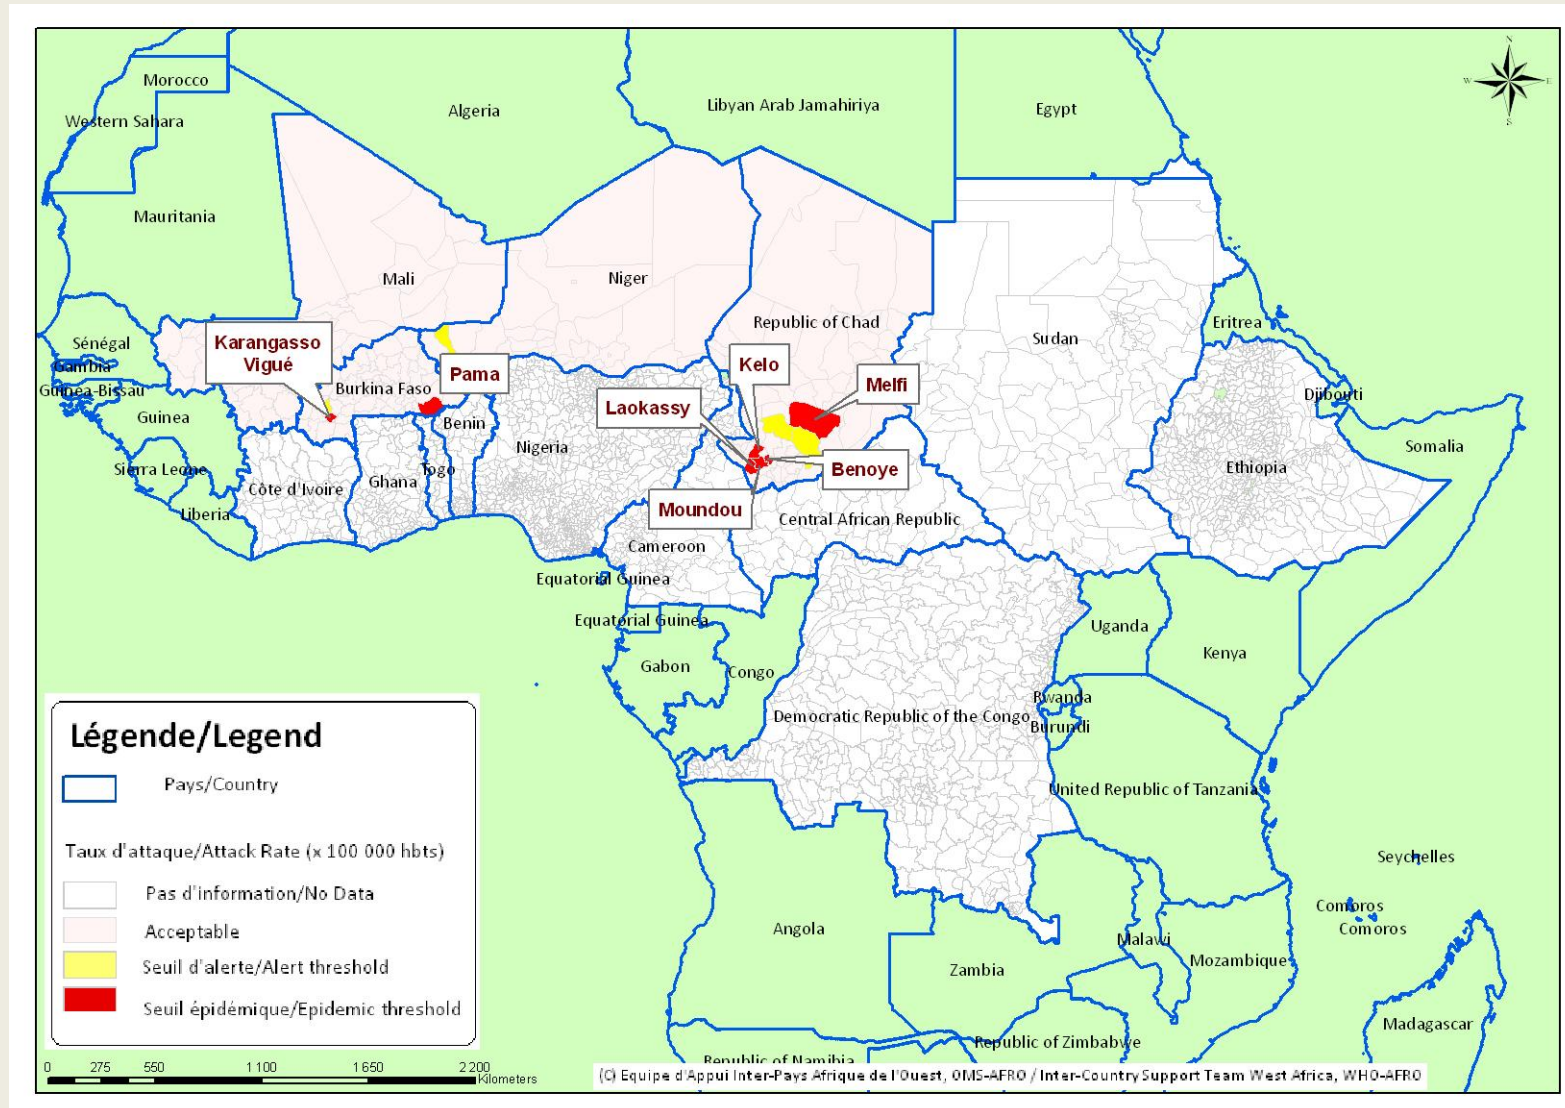 N
W
E
S
Morocco
Algeria
Libyan Arab Jamahiriya
Egypt
Western Sahara
Mauritania
Mali
Niger
Republic of Chad
Sudan
Eritrea
Sénégal
Gambia
Guinea-Bissau
Guinea
Karangasso
Vigué
Burkina Faso
Pama
Kelo
Melfi
Laokassy
Benoye
Moundou
Djibouti
Somalia
Ethiopia
Benin
Nigeria
Sierra Leone
Liberia
Côte d'Ivoire
Ghana
Togo
Central African Republic
Cameroon
Equatorial Guinea
Equatorial Guinea
Gabon
Congo
Uganda
Kenya
Rwanda
Democratic Republic of the Congo
Burundi
United Republic of Tanzania
Seychelles
Comoros
Comoros
Angola
Malawi
Zambia
Mozambique
Madagascar
Republic of Zimbabwe
Republic of Namibia
Légende/Legend
Pays/Country
Taux d'attaque/Attack Rate (x 100 000 hbts)
Pas d'information/No Data
Acceptable
Seuil d'alerte/Alert threshold
Seuil épidémique/Epidemic threshold
0 275 550 1 100 1 650 2 200
Kilometers
(C) Equipe d'Appui Inter-Pays Afrique de l'Ouest, OMS-AFRO / Inter-Country Support Team West Africa, WHO-AFRO